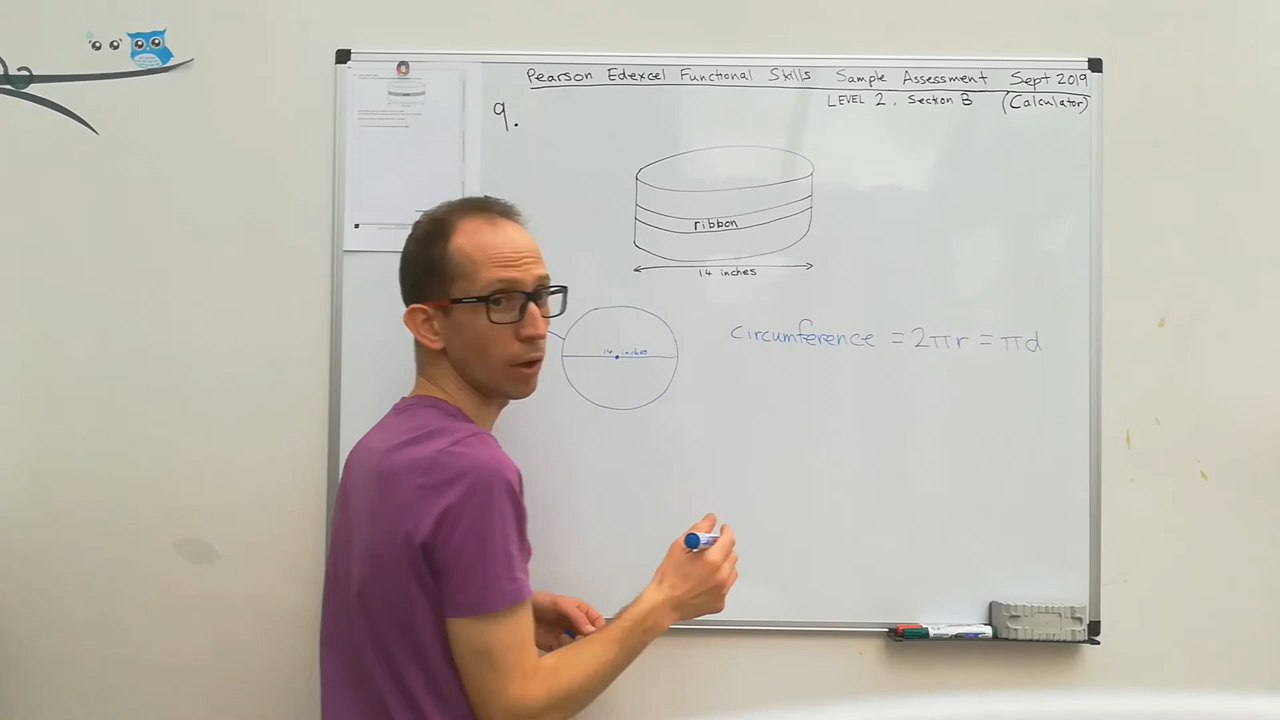 Pearson Edexcel Functional Skills Sample Assessment Sept 2019
LEVEL 2, Section B (Calculator)
9.
ribbon
14 inches
14 inches
circumference = 2πr = πd